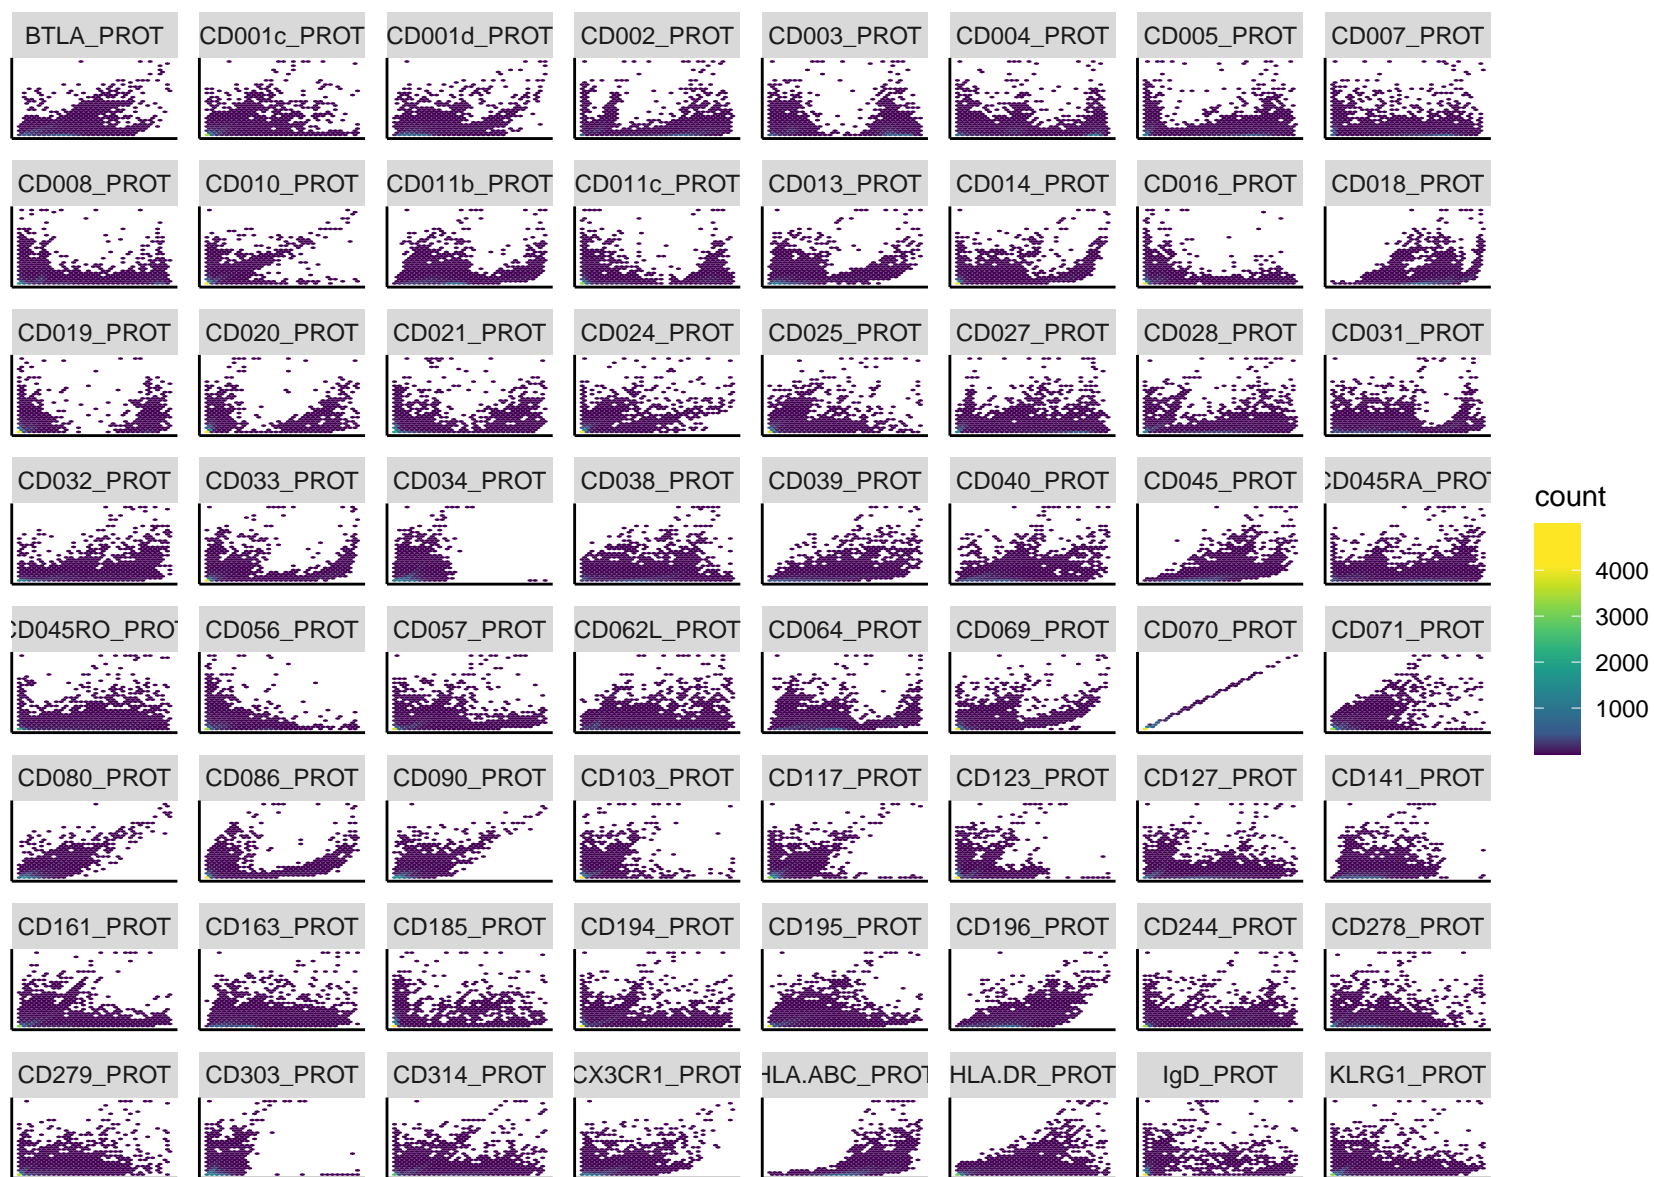 BTLA_PROT CD001c_PROT CD001d_PROT CD002_PROT CD003_PROT CD004_PROT CD005_PROT CD007_PROT
CD008_PROT CD010_PROT CD011b_PROT CD011c_PROT CD013_PROT CD014_PROT CD016_PROT CD018_PROT
CD019_PROT CD020_PROT CD021_PROT CD024_PROT CD025_PROT CD027_PROT CD028_PROT CD031_PROT
CD032_PROT CD033_PROT CD034_PROT CD038_PROT CD039_PROT CD040_PROT CD045_PROT CD045RA_PROT
CD045RO_PROT CD056_PROT CD057_PROT CD062L_PROT CD064_PROT CD069_PROT CD070_PROT CD071_PROT
CD080_PROT CD086_PROT CD090_PROT CD103_PROT CD117_PROT CD123_PROT CD127_PROT CD141_PROT
CD161_PROT CD163_PROT CD185_PROT CD194_PROT CD195_PROT CD196_PROT CD244_PROT CD278_PROT
CD279_PROT CD303_PROT CD314_PROT CX3CR1_PROT HLA.ABC_PROT HLA.DR_PROT IgD_PROT KLRG1_PROT
count
4000
3000
2000
1000